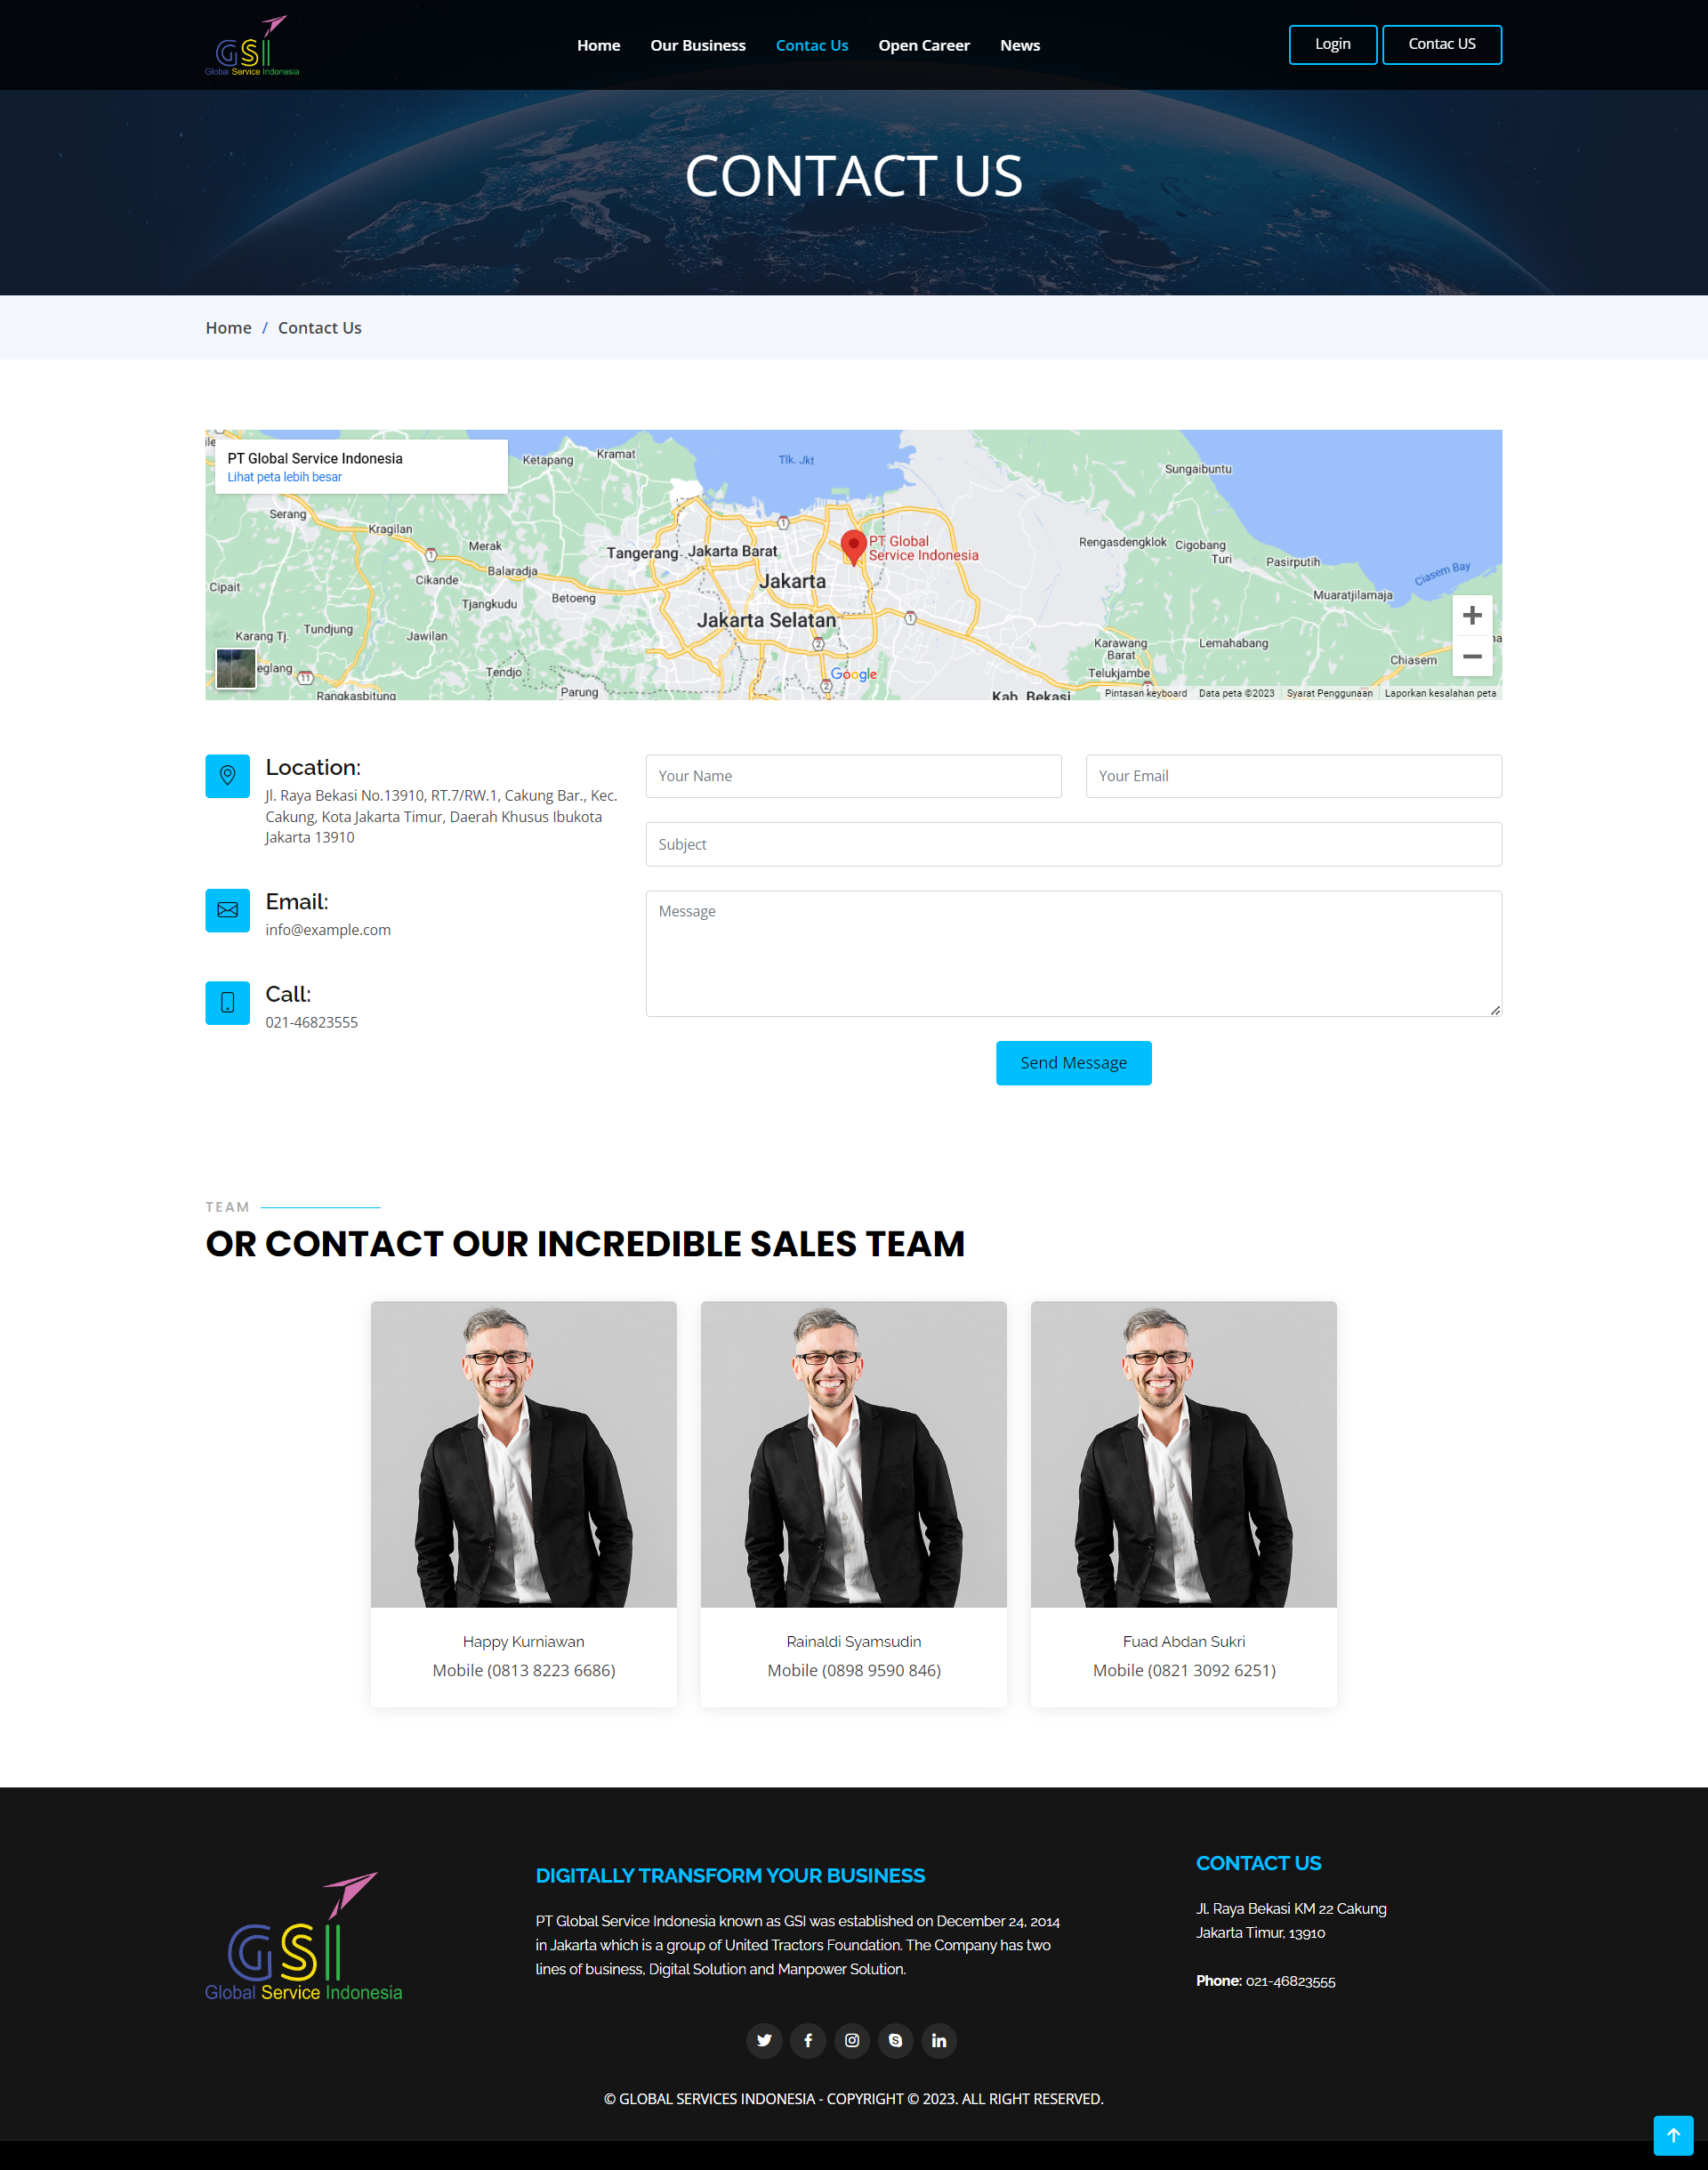 GSI
Global Service Indonesia
Home
Our Business
Contac Us
Open Career
News
Login
Contac US
CONTACT US
Home / Contact Us
PT Global Service Indonesia
Lihat peta lebih besar
Ketapang
Kramat
Tlk. Jkt
Sungaibuntu
Serang
Kragilan
Merak
Tangerang
Jakarta Barat
PT Global
Service Indonesia
Rengasdengklok
Cigobang
Turi
Pasirputih
Ciasem Bay
Cipait
Cikande
Balaradja
Jakarta
Muaratjilamaja
Tjangkudu
Betoeng
Jakarta Selatan
Karang Tj.
Tundjung
Jawilan
Karawang
Barat
Lemahabang
Tendjo
Telukjambe
Chiasem
eglang
Rangkasbitung
Parung
Google
Kab. Bekasi
Pintasan keyboard
Data peta ©2023
Syarat Penggunaan
Laporkan kesalahan peta
Location:
Jl. Raya Bekasi No.13910, RT.7/RW.1, Cakung Bar., Kec.
Cakung, Kota Jakarta Timur, Daerah Khusus Ibukota
Jakarta 13910
Email:
info@example.com
Call:
021-46823555
Your Name
Your Email
Subject
Message
Send Message
TEAM
OR CONTACT OUR INCREDIBLE SALES TEAM
Happy Kurniawan
Mobile (0813 8223 6686)
Rainaldi Syamsudin
Mobile (0898 9590 846)
Fuad Abdan Sukri
Mobile (0821 3092 6251)
GSI
Global Service Indonesia
DIGITALLY TRANSFORM YOUR BUSINESS
PT Global Service Indonesia known as GSI was established on December 24, 2014
in Jakarta which is a group of United Tractors Foundation. The Company has two
lines of business, Digital Solution and Manpower Solution.
CONTACT US
Jl. Raya Bekasi KM 22 Cakung
Jakarta Timur, 13910
Phone: 021-46823555
© GLOBAL SERVICES INDONESIA - COPYRIGHT © 2023. ALL RIGHT RESERVED.